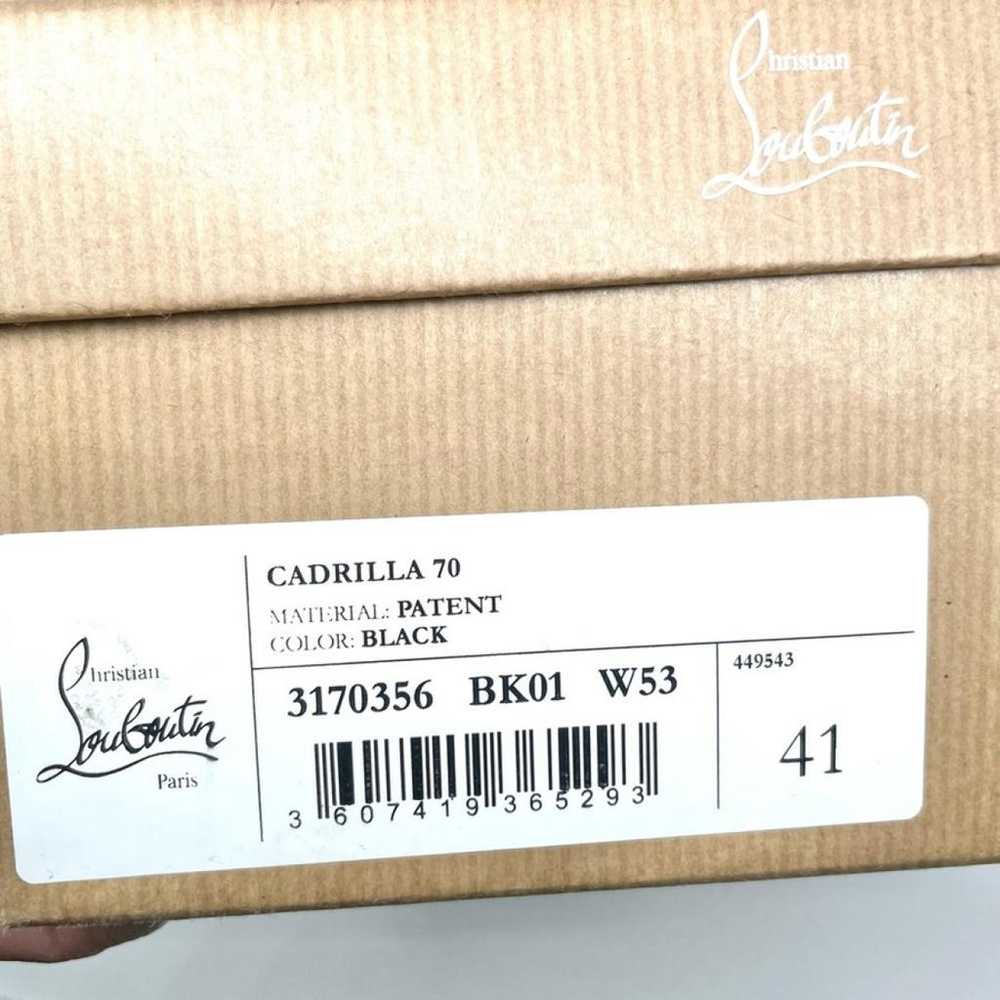 Christian
Louboutin
CADRILLA 70
MATERIAL: PATENT
COLOR: BLACK
Christian
Louboutin
Paris
3170356 BK01 W53
449543
41
3 607419 365293